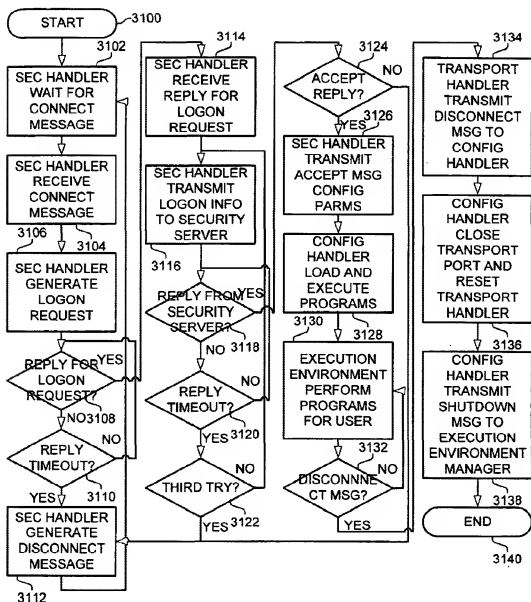 START
3100
3102
SEC HANDLER
WAIT FOR
CONNECT
MESSAGE
SEC HANDLER
RECEIVE
CONNECT
MESSAGE
3106
3104
SEC HANDLER
GENERATE
LOGON
REQUEST
REPLY FOR
LOGON
REQUEST?
YES
3108
NO
REPLY
TIMEOUT?
NO
3110
YES
SEC HANDLER
GENERATE
DISCONNECT
MESSAGE
3112
3114
SEC HANDLER
RECEIVE
REPLY FOR
LOGON
REQUEST
SEC HANDLER
TRANSMIT
LOGON INFO
TO SECURITY
SERVER
3116
REPLY FROM
SECURITY
SERVER?
YES
3118
NO
REPLY
TIMEOUT?
NO
3120
YES
THIRD TRY?
NO
3122
YES
3124
ACCEPT
REPLY?
NO
YES
3126
SEC HANDLER
TRANSMIT
ACCEPT MSG
CONFIG
PARMS
CONFIG
HANDLER
LOAD AND
EXECUTE
PROGRAMS
3130
3128
EXECUTION
ENVIRONMENT
PERFORM
PROGRAMS
FOR USER
3132
DISCONNNE
CT MSG?
NO
YES
3134
TRANSPORT
HANDLER
TRANSMIT
DISCONNECT
MSG TO
CONFIG
HANDLER
CONFIG
HANDLER
CLOSE
TRANSPORT
PORT AND
RESET
TRANSPORT
HANDLER
3136
CONFIG
HANDLER
TRANSMIT
SHUTDOWN
MSG TO
EXECUTION
ENVIRONMENT
MANAGER
3138
END
3140